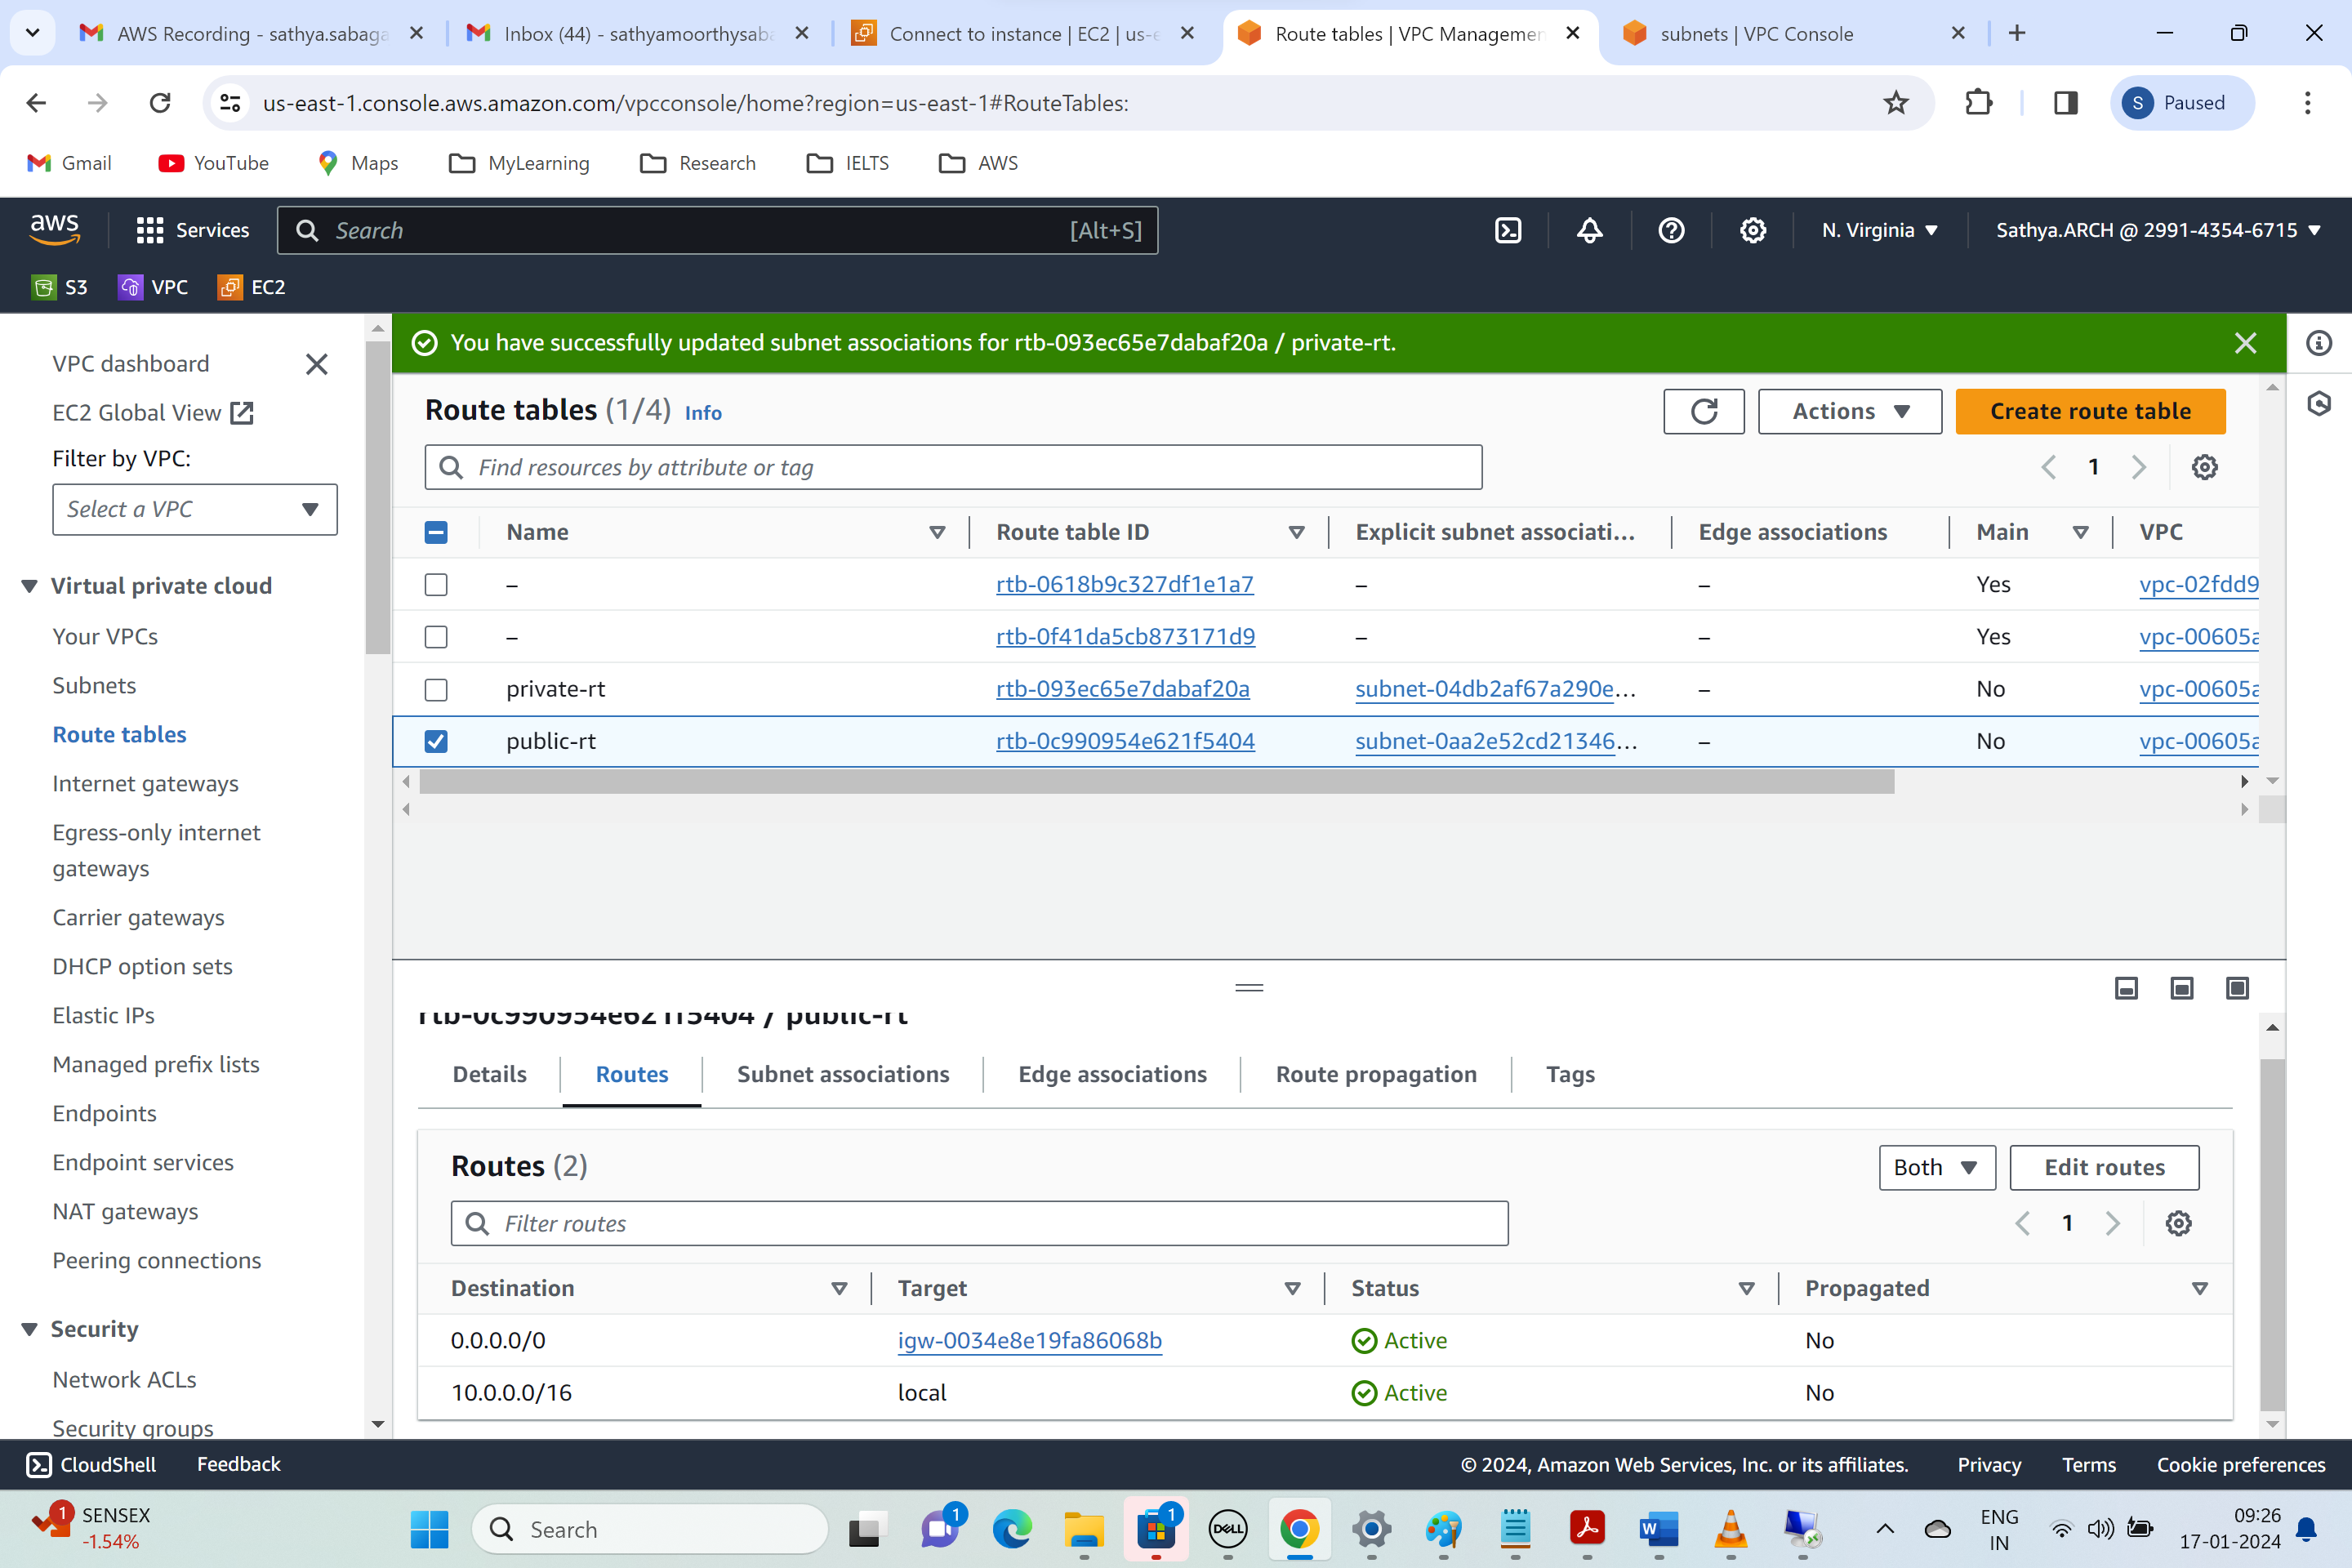 AWS Recording - sathya.sabaga
Inbox (44) - sathyamoorthysaba
Connect to instance | EC2 | us-e
Route tables | VPC Managemen
subnets | VPC Console
us-east-1.console.aws.amazon.com/vpcconsole/home?region=us-east-1#RouteTables:
S Paused
Gmail YouTube Maps MyLearning Research IELTS AWS
aws Services Search [Alt+S] N. Virginia Sathya.ARCH @ 2991-4354-6715
S3 VPC EC2
VPC dashboard
EC2 Global View
Filter by VPC:
Select a VPC
Virtual private cloud
Your VPCs
Subnets
Route tables
Internet gateways
Egress-only internet
gateways
Carrier gateways
DHCP option sets
Elastic IPs
Managed prefix lists
Endpoints
Endpoint services
NAT gateways
Peering connections
Security
Network ACLs
Security groups
You have successfully updated subnet associations for rtb-093ec65e7dabaf20a / private-rt.
Route tables (1/4) Info
Actions Create route table
Find resources by attribute or tag
1
Name Route table ID Explicit subnet associati... Edge associations Main VPC
– rtb-0618b9c327df1e1a7 – – Yes vpc-02fdd9
– rtb-0f41da5cb873171d9 – – Yes vpc-00605a
private-rt rtb-093ec65e7dabaf20a subnet-04db2af67a290e... – No vpc-00605a
public-rt rtb-0c990954e621f5404 subnet-0aa2e52cd21346... – No vpc-00605a
rtb-0c990954e621f5404 / public-rt
Details Routes Subnet associations Edge associations Route propagation Tags
Routes (2)
Both Edit routes
Filter routes
1
Destination Target Status Propagated
0.0.0.0/0 igw-0034e8e19fa86068b Active No
10.0.0.0/16 local Active No
CloudShell Feedback © 2024, Amazon Web Services, Inc. or its affiliates. Privacy Terms Cookie preferences
1 SENSEX
-1.54%
Search
1
1
DELL
W
ENG
IN
09:26
17-01-2024